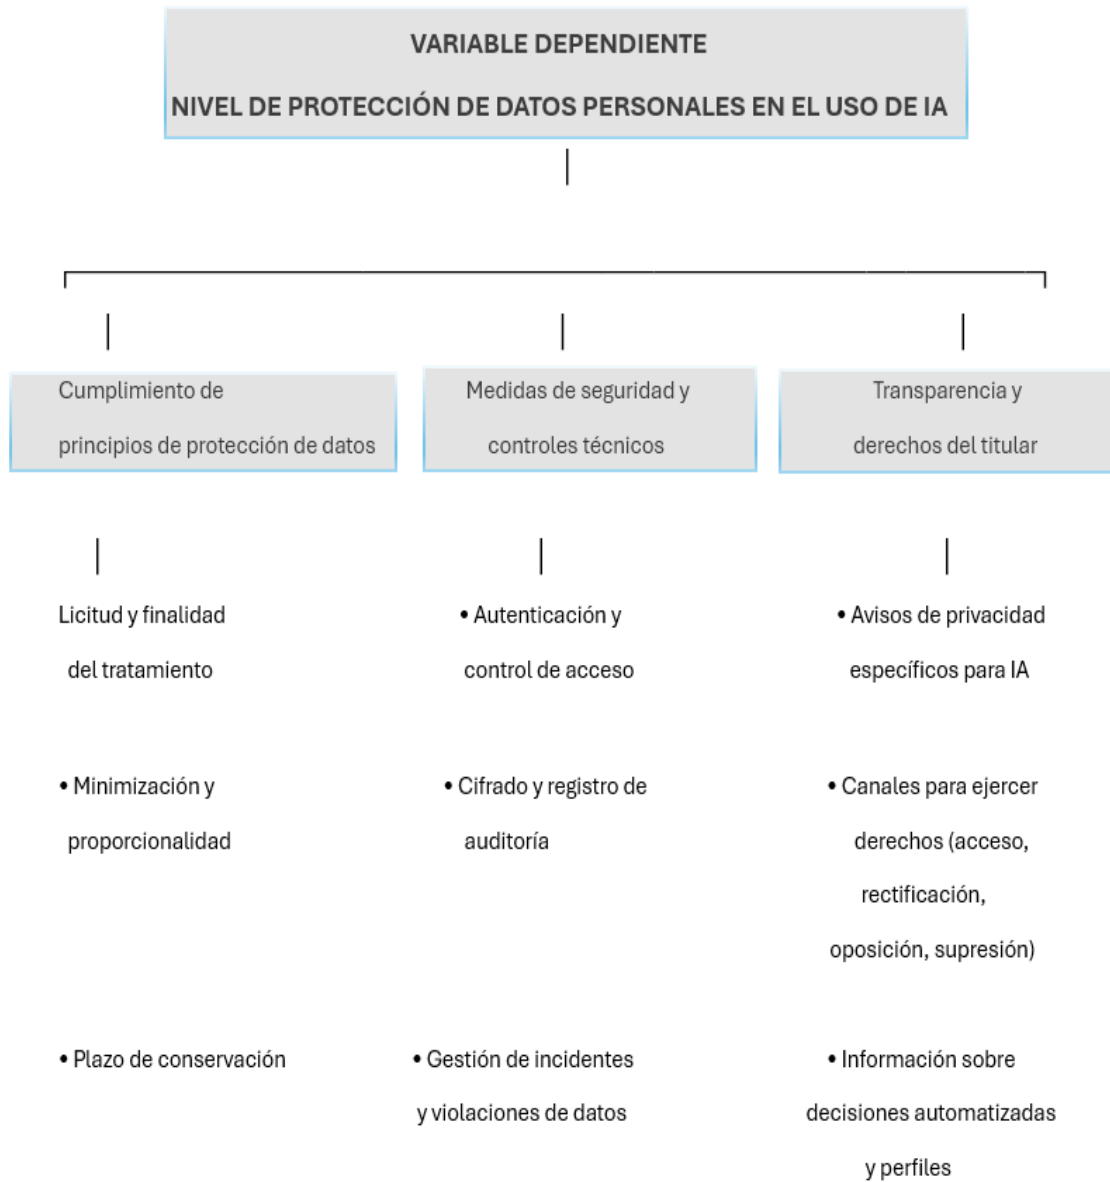 VARIABLE DEPENDIENTE
NIVEL DE PROTECCIÓN DE DATOS PERSONALES EN EL USO DE IA
Cumplimiento de
principios de protección de datos
Medidas de seguridad y
controles técnicos
Transparencia y
derechos del titular
Licitud y finalidad
del tratamiento
• Minimización y
proporcionalidad
• Plazo de conservación
• Autenticación y
control de acceso
• Cifrado y registro de
auditoría
• Gestión de incidentes
y violaciones de datos
• Avisos de privacidad
específicos para IA
• Canales para ejercer
derechos (acceso,
rectificación,
oposición, supresión)
• Información sobre
decisiones automatizadas
y perfiles